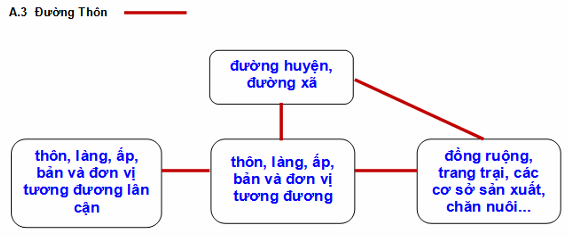 A.3 Đường Thôn
đường huyện,
đường xã
thôn, làng, ấp,
bản và đơn vị
tương đương lân
cận
thôn, làng, ấp,
bản và đơn vị
tương đương
đồng ruộng,
trang trại, các
cơ sở sản xuất,
chăn nuôi...